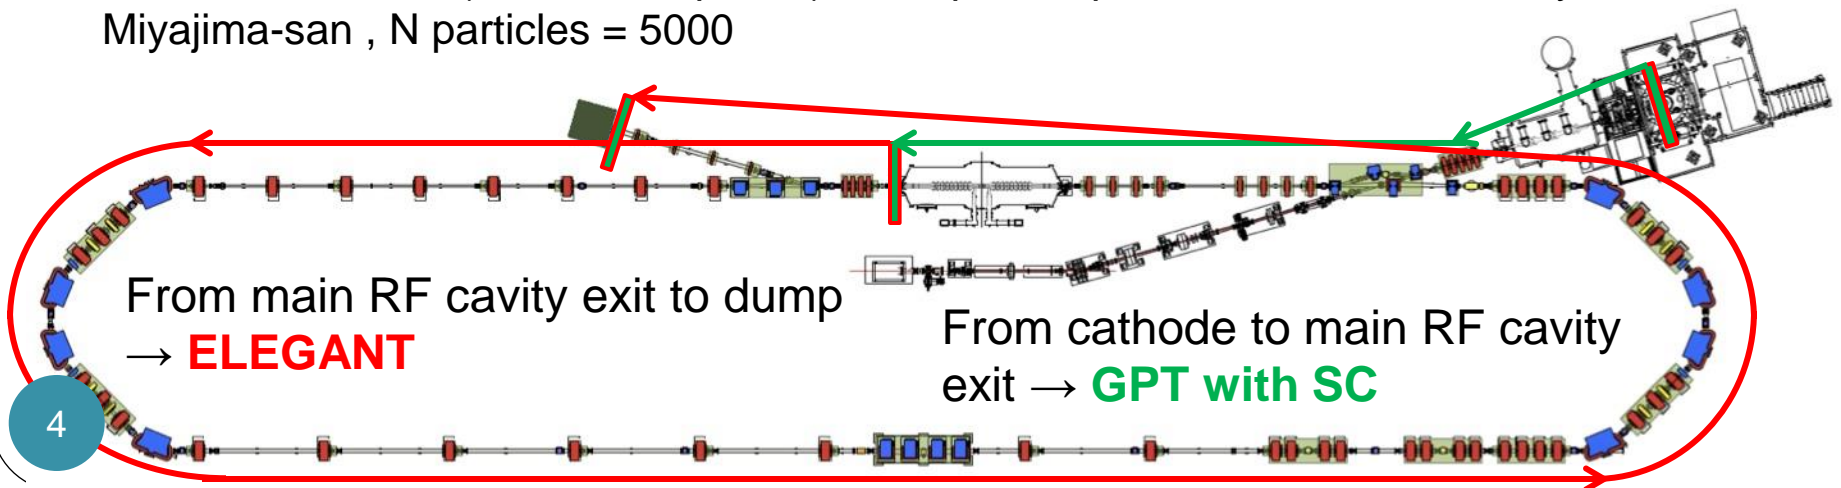 Miyajima-san , N particles = 5000
From main RF cavity exit to dump
→ ELEGANT
From cathode to main RF cavity
exit → GPT with SC
4